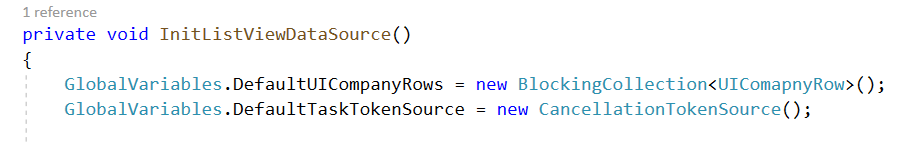 1 reference
private void InitListViewDataSource()
{
GlobalVariables.DefaultUICompanyRows = new BlockingCollection<UIComapnyRow>();
GlobalVariables.DefaultTaskTokenSource = new CancellationTokenSource();